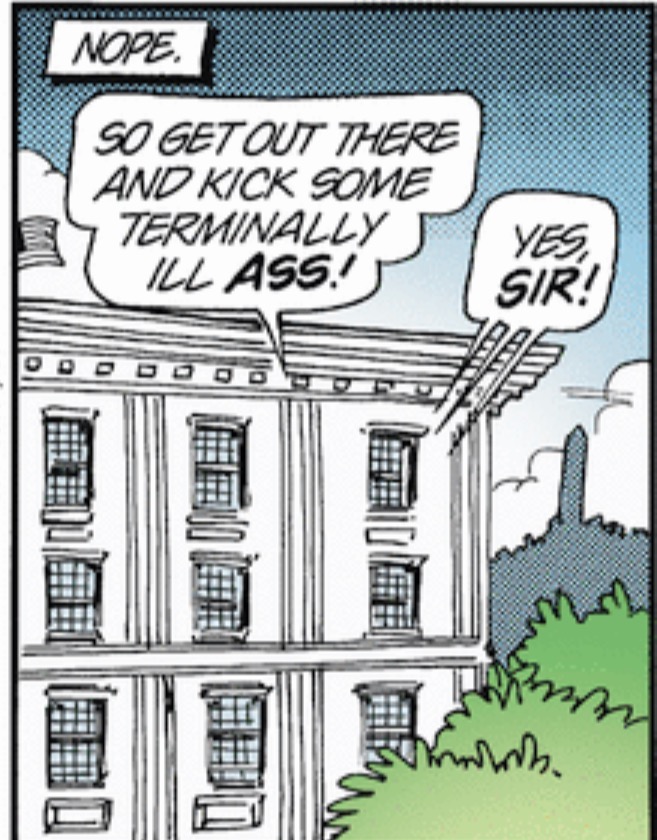 NOPE.
SO GET OUT THERE
AND KICK SOME
TERMINALLY
ILL ASS!
YES,
SIR!